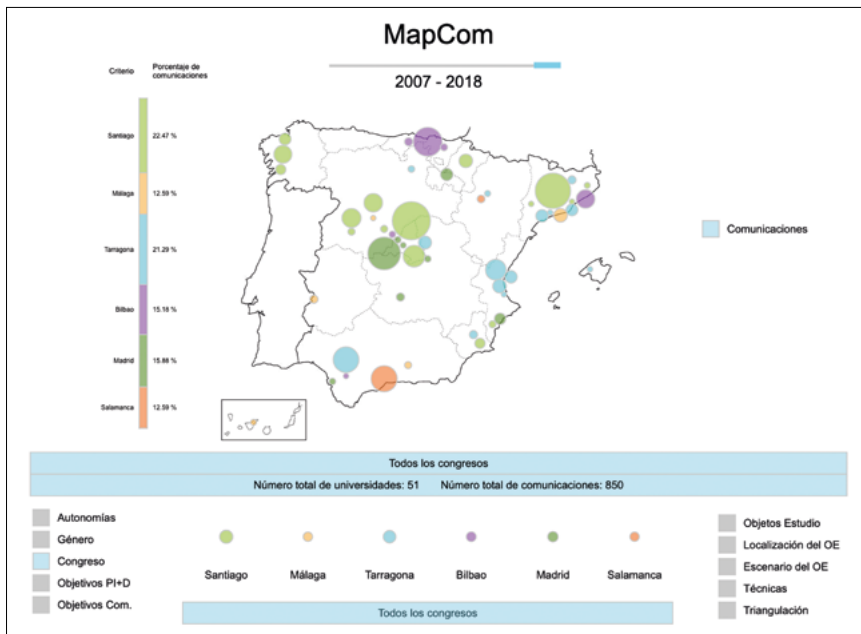 MapCom
2007 - 2018
Criterio
Porcentaje de
comunicaciones
Santiago 22.47 %
Málaga 12.59 %
Tarragona 21.29 %
Bilbao 15.18 %
Madrid 15.88 %
Salamanca 12.59 %
Comunicaciones
Todos los congresos
Número total de universidades: 51 Número total de comunicaciones: 850
Autonomías
Género
Congreso
Objetivos PI+D
Objetivos Com.
Santiago Málaga Tarragona Bilbao Madrid Salamanca
Todos los congresos
Objetos Estudio
Localización del OE
Escenario del OE
Técnicas
Triangulación